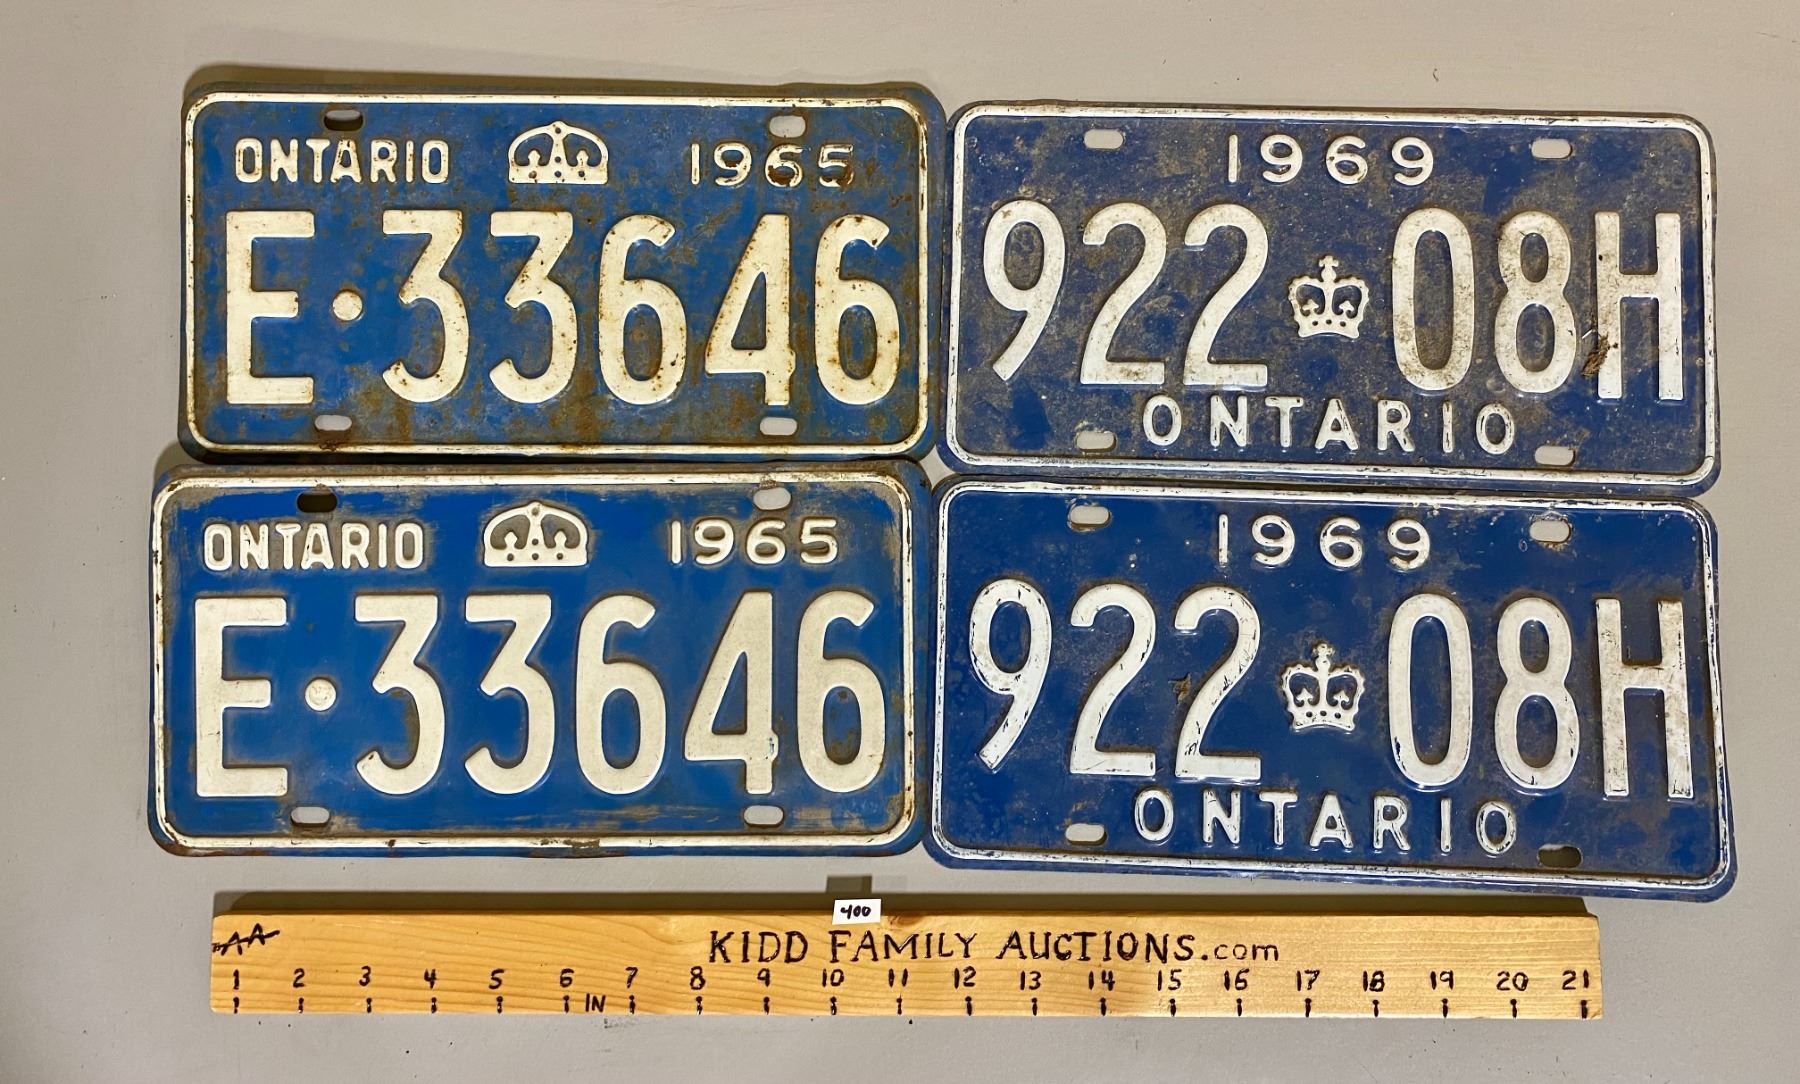 ONTARIO 1965
E·33646
1969
922 08H
ONTARIO
ONTARIO 1965
E·33646
1969
922 08H
ONTARIO
400
AA
KIDD FAMILY AUCTIONS.com
1 2 3 4 5 6 7 8 9 10 11 12 13 14 15 16 17 18 19 20 21
IN